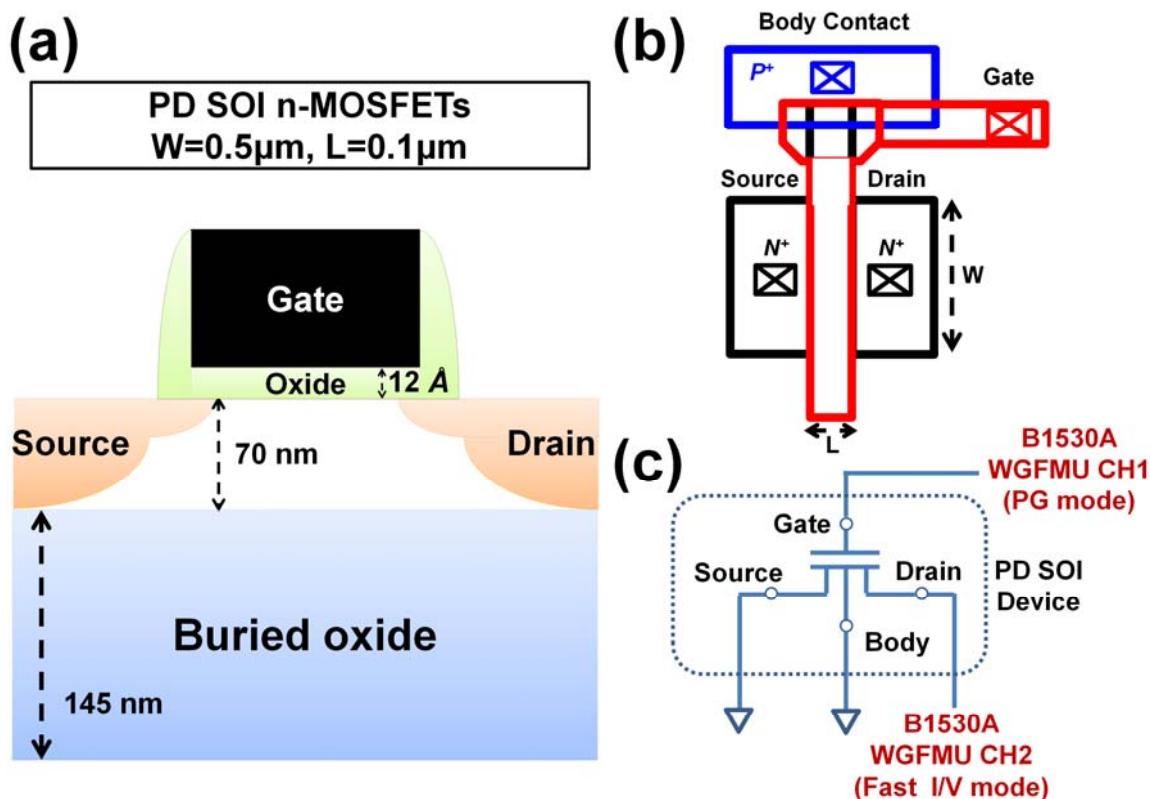 (a)
PD SOI n-MOSFETs
W=0.5µm, L=0.1µm
Gate
Oxide
12 Å
Source
70 nm
Drain
Buried oxide
145 nm
(b)
Body Contact
P+
Gate
Source
Drain
N+
N+
W
L
(c)
B1530A
WGFMU CH1
(PG mode)
Gate
Source
Drain
PD SOI
Device
Body
B1530A
WGFMU CH2
(Fast I/V mode)